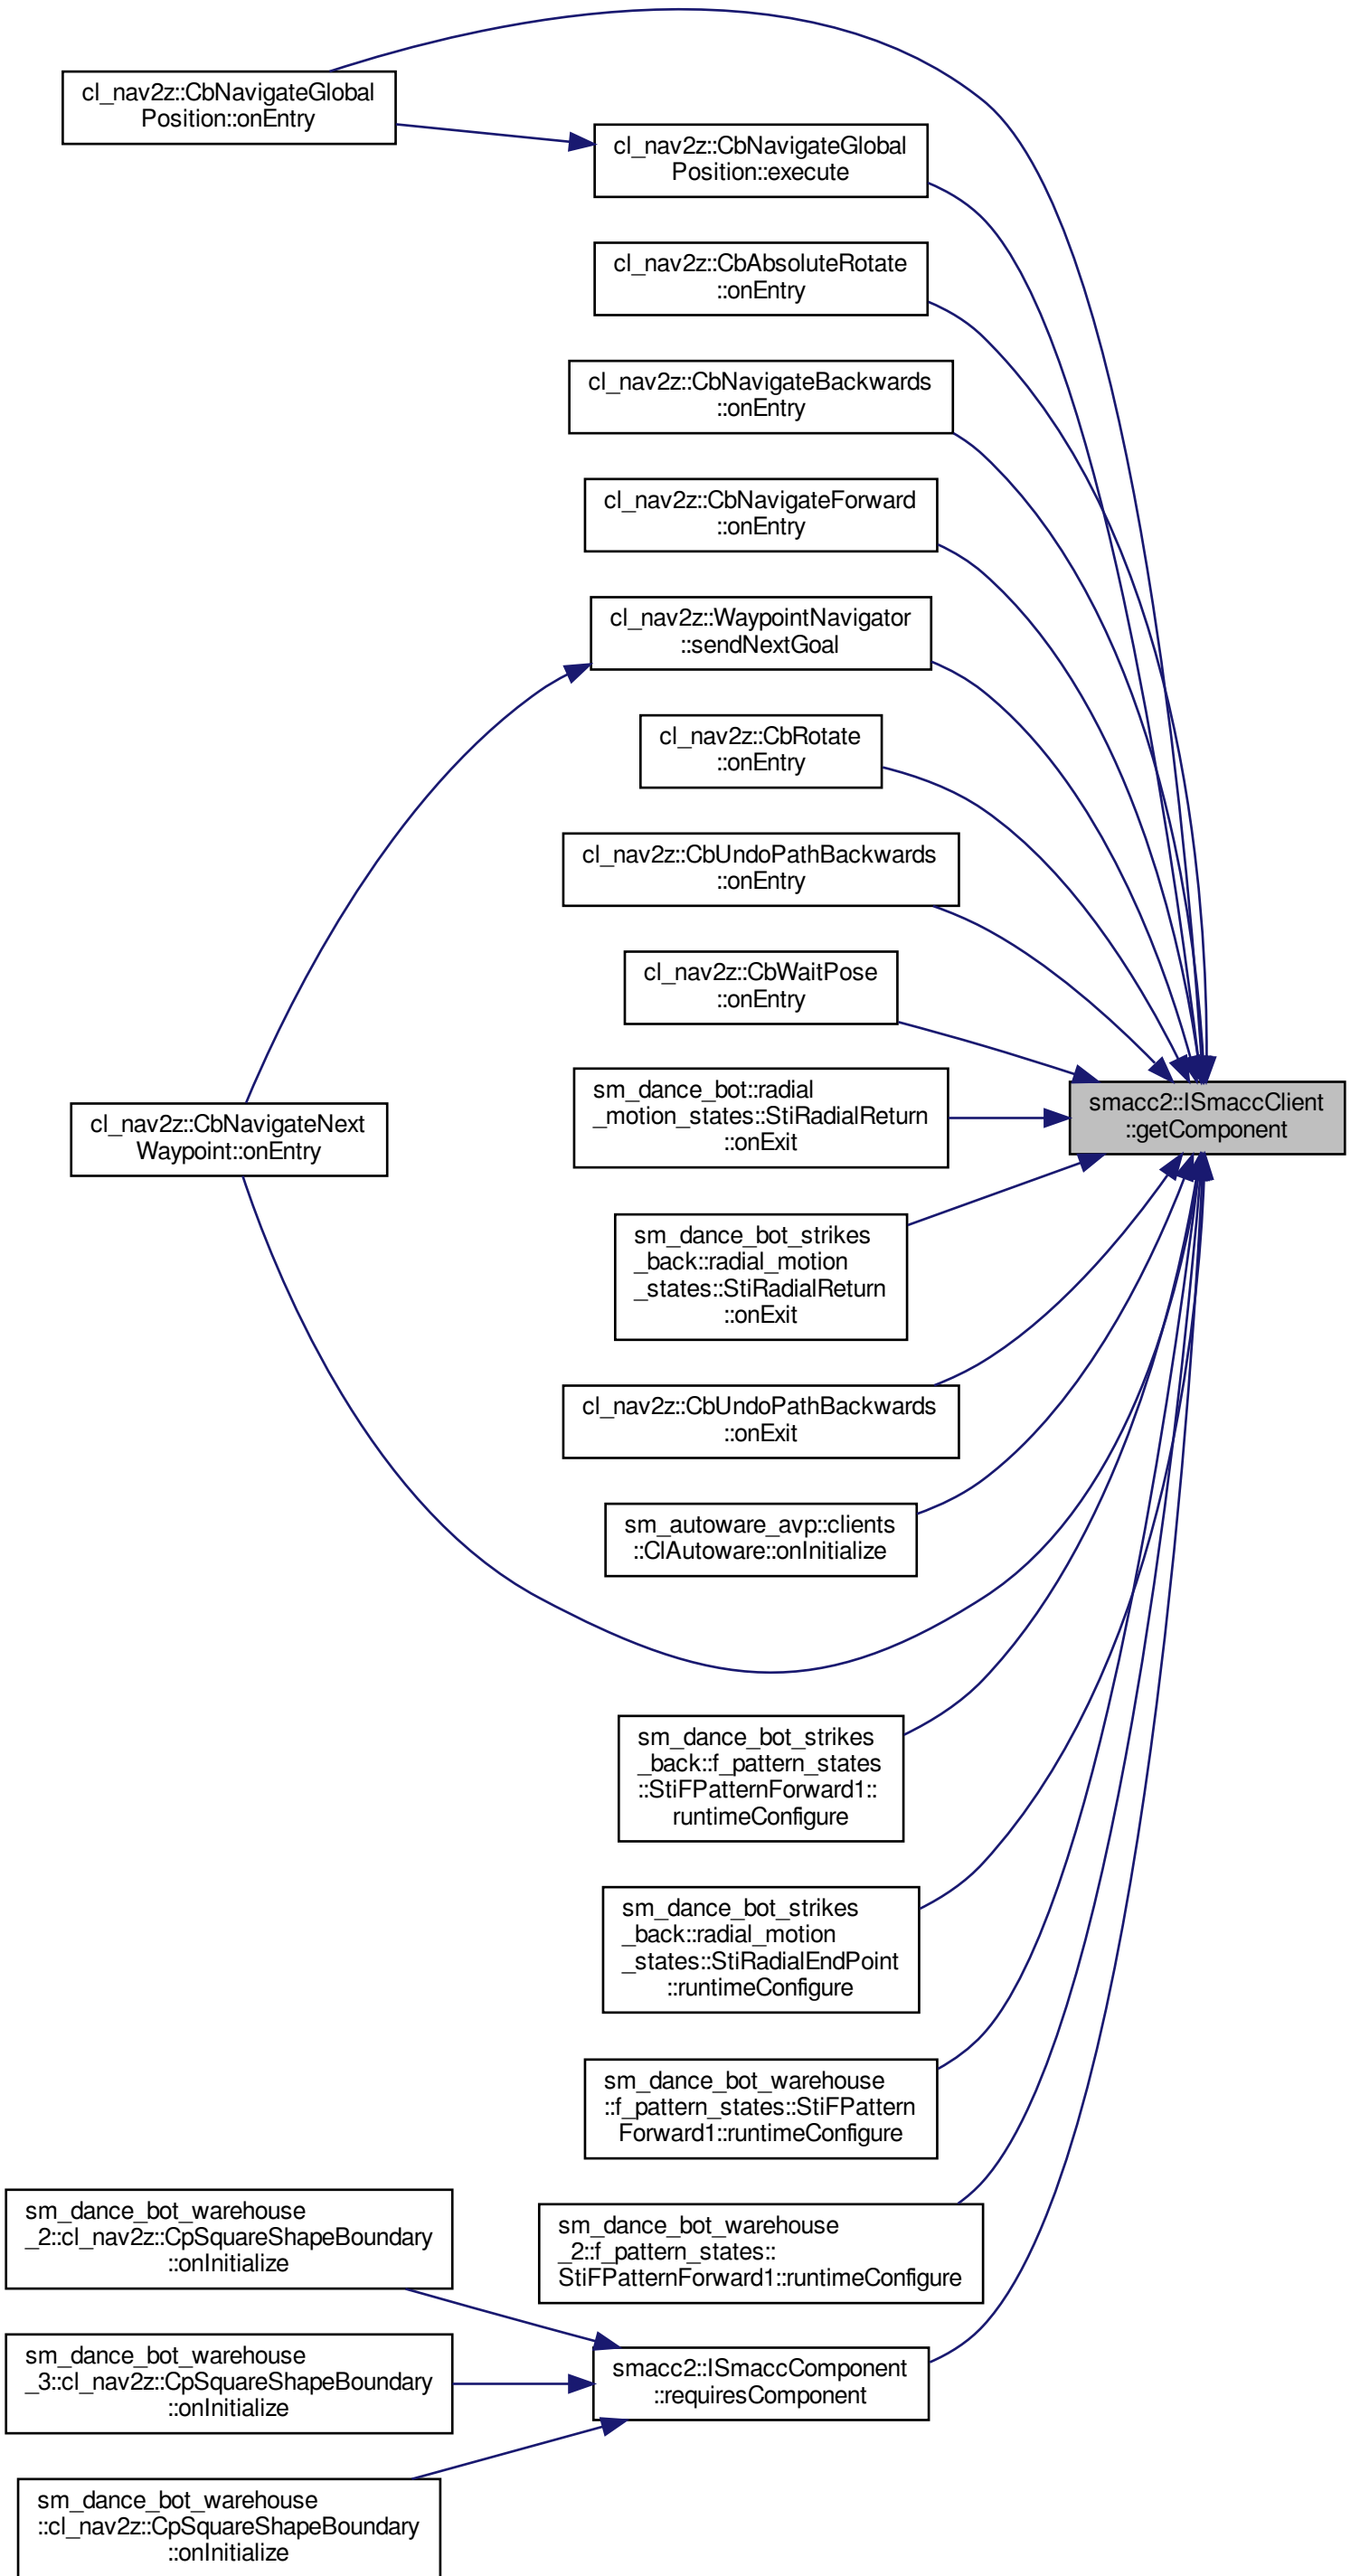 cl_nav2z::CbNavigateGlobal
Position::onEntry
cl_nav2z::CbNavigateGlobal
Position::execute
cl_nav2z::CbAbsoluteRotate
::onEntry
cl_nav2z::CbNavigateBackwards
::onEntry
cl_nav2z::CbNavigateForward
::onEntry
cl_nav2z::WaypointNavigator
::sendNextGoal
cl_nav2z::CbRotate
::onEntry
cl_nav2z::CbUndoPathBackwards
::onEntry
cl_nav2z::CbWaitPose
::onEntry
sm_dance_bot::radial
_motion_states::StiRadialReturn
::onExit
smacc2::ISmaccClient
::getComponent
cl_nav2z::CbNavigateNext
Waypoint::onEntry
sm_dance_bot_strikes
_back::radial_motion
_states::StiRadialReturn
::onExit
cl_nav2z::CbUndoPathBackwards
::onExit
sm_autoware_avp::clients
::ClAutoware::onInitialize
sm_dance_bot_strikes
_back::f_pattern_states
::StiFPatternForward1::
runtimeConfigure
sm_dance_bot_strikes
_back::radial_motion
_states::StiRadialEndPoint
::runtimeConfigure
sm_dance_bot_warehouse
::f_pattern_states::StiFPattern
Forward1::runtimeConfigure
sm_dance_bot_warehouse
_2::cl_nav2z::CpSquareShapeBoundary
::onInitialize
sm_dance_bot_warehouse
_2::f_pattern_states::
StiFPatternForward1::runtimeConfigure
sm_dance_bot_warehouse
_3::cl_nav2z::CpSquareShapeBoundary
::onInitialize
smacc2::ISmaccComponent
::requiresComponent
sm_dance_bot_warehouse
::cl_nav2z::CpSquareShapeBoundary
::onInitialize